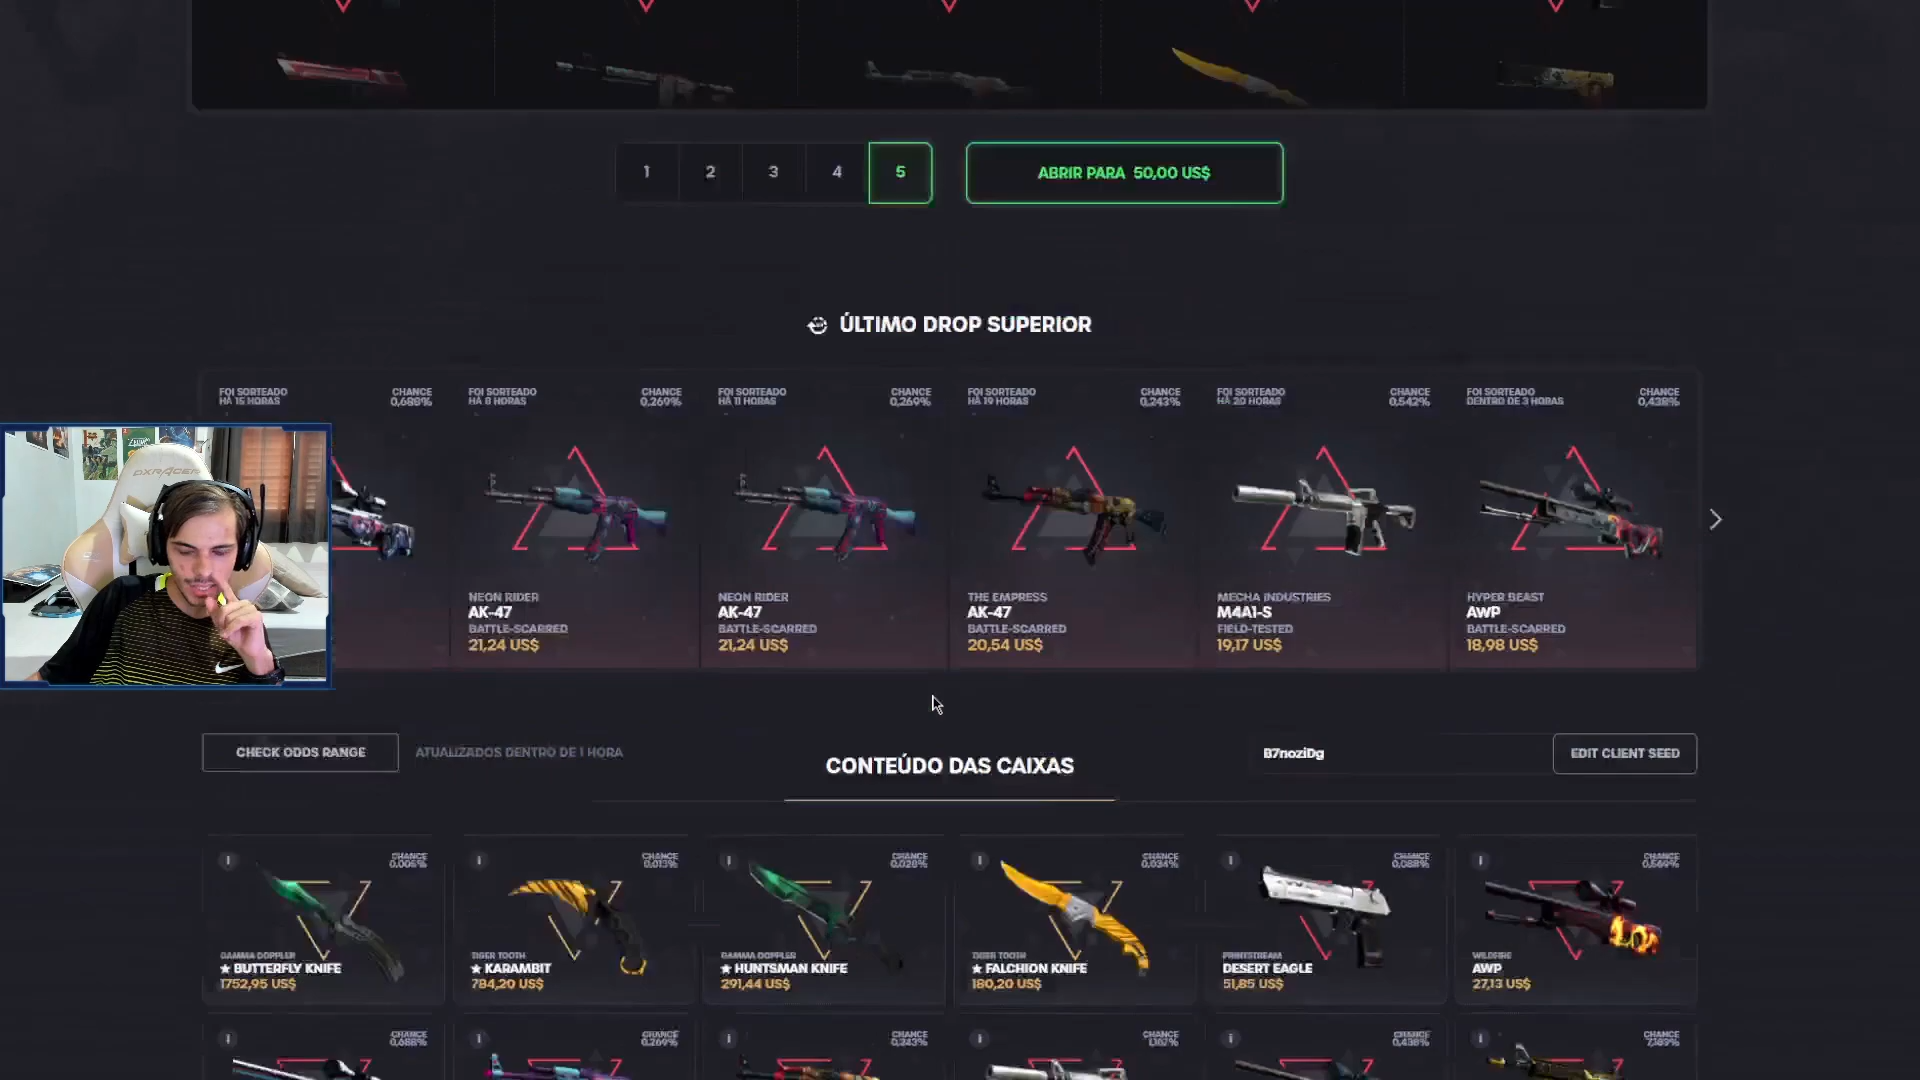 1 2 3 4 5
ABRIR PARA 50,00 US$
ÚLTIMO DROP SUPERIOR
FOI SORTEADO
HÁ 15 HORAS
CHANCE
0,688%
FOI SORTEADO
HÁ 8 HORAS
CHANCE
0,269%
FOI SORTEADO
HÁ 11 HORAS
CHANCE
0,269%
FOI SORTEADO
HÁ 19 HORAS
CHANCE
0,243%
FOI SORTEADO
HÁ 20 HORAS
CHANCE
0,542%
FOI SORTEADO
DENTRO DE 3 HORAS
CHANCE
0,438%
DXRACER
NEON RIDER
AK-47
BATTLE-SCARRED
21,24 US$
NEON RIDER
AK-47
BATTLE-SCARRED
21,24 US$
THE EMPRESS
AK-47
BATTLE-SCARRED
20,54 US$
MECHA INDUSTRIES
M4A1-S
FIELD-TESTED
19,17 US$
HYPER BEAST
AWP
BATTLE-SCARRED
18,98 US$
CHECK ODDS RANGE
ATUALIZADOS DENTRO DE 1 HORA
CONTEÚDO DAS CAIXAS
B7noziDg
EDIT CLIENT SEED
CHANCE
GAMMA DOPPLER
★ BUTTERFLY KNIFE
1752,95 US$
CHANCE
0,013%
TIGER TOOTH
★ KARAMBIT
784,20 US$
CHANCE
0,028%
GAMMA DOPPLER
★ HUNTSMAN KNIFE
291,44 US$
CHANCE
0,034%
TIGER TOOTH
★ FALCHION KNIFE
180,20 US$
CHANCE
0,088%
PRINTSTREAM
DESERT EAGLE
51,85 US$
CHANCE
0,569%
WILDFIRE
AWP
27,13 US$
CHANCE
0,688%
CHANCE
0,269%
CHANCE
0,243%
CHANCE
CHANCE
0,438%
CHANCE
7,189%